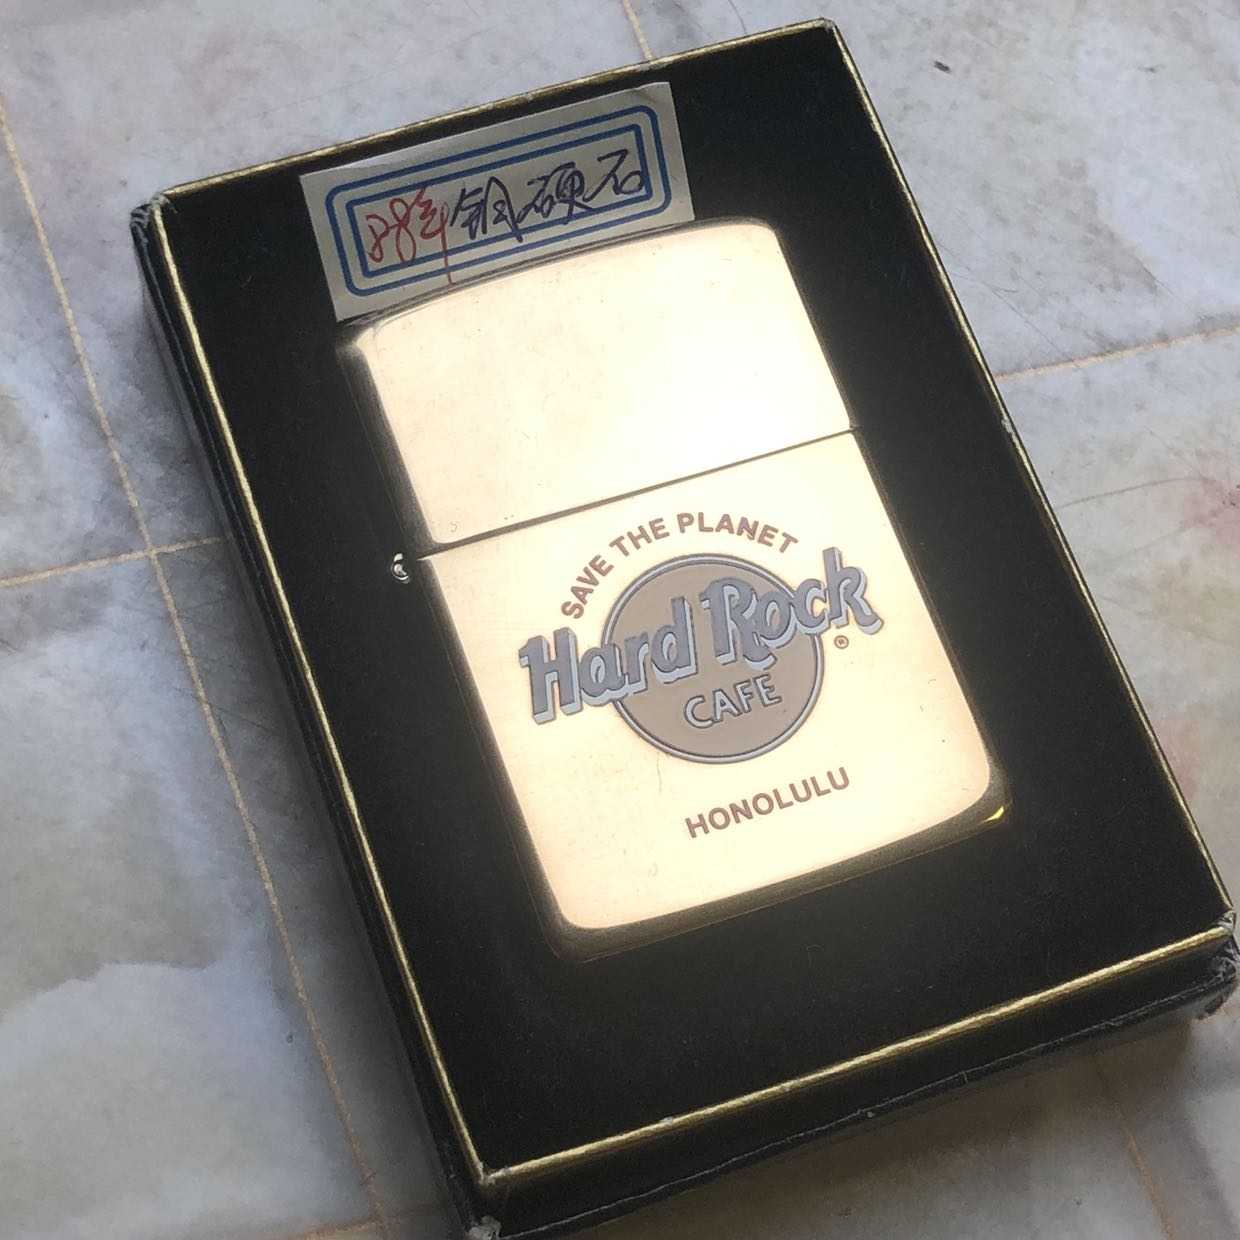 88年铜硬石
SAVE THE PLANET
Hard Rock
®
CAFE
HONOLULU